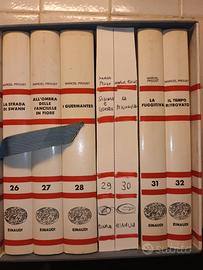 MARCEL PROUST
LA STRADA
DI SWANN
26
EINAUDI
MARCEL PROUST
ALL'OMBRA
DELLE
FANCIULLE
IN FIORE
27
EINAUDI
MARCEL PROUST
I GUERMANTES
28
EINAUDI
29
30
EINAUDI
MARCEL
PROUST
LA
FUGGITIVA
31
EINAUDI
MARCEL
PROUST
IL TEMPO
RITROVATO
32
EINAUDI